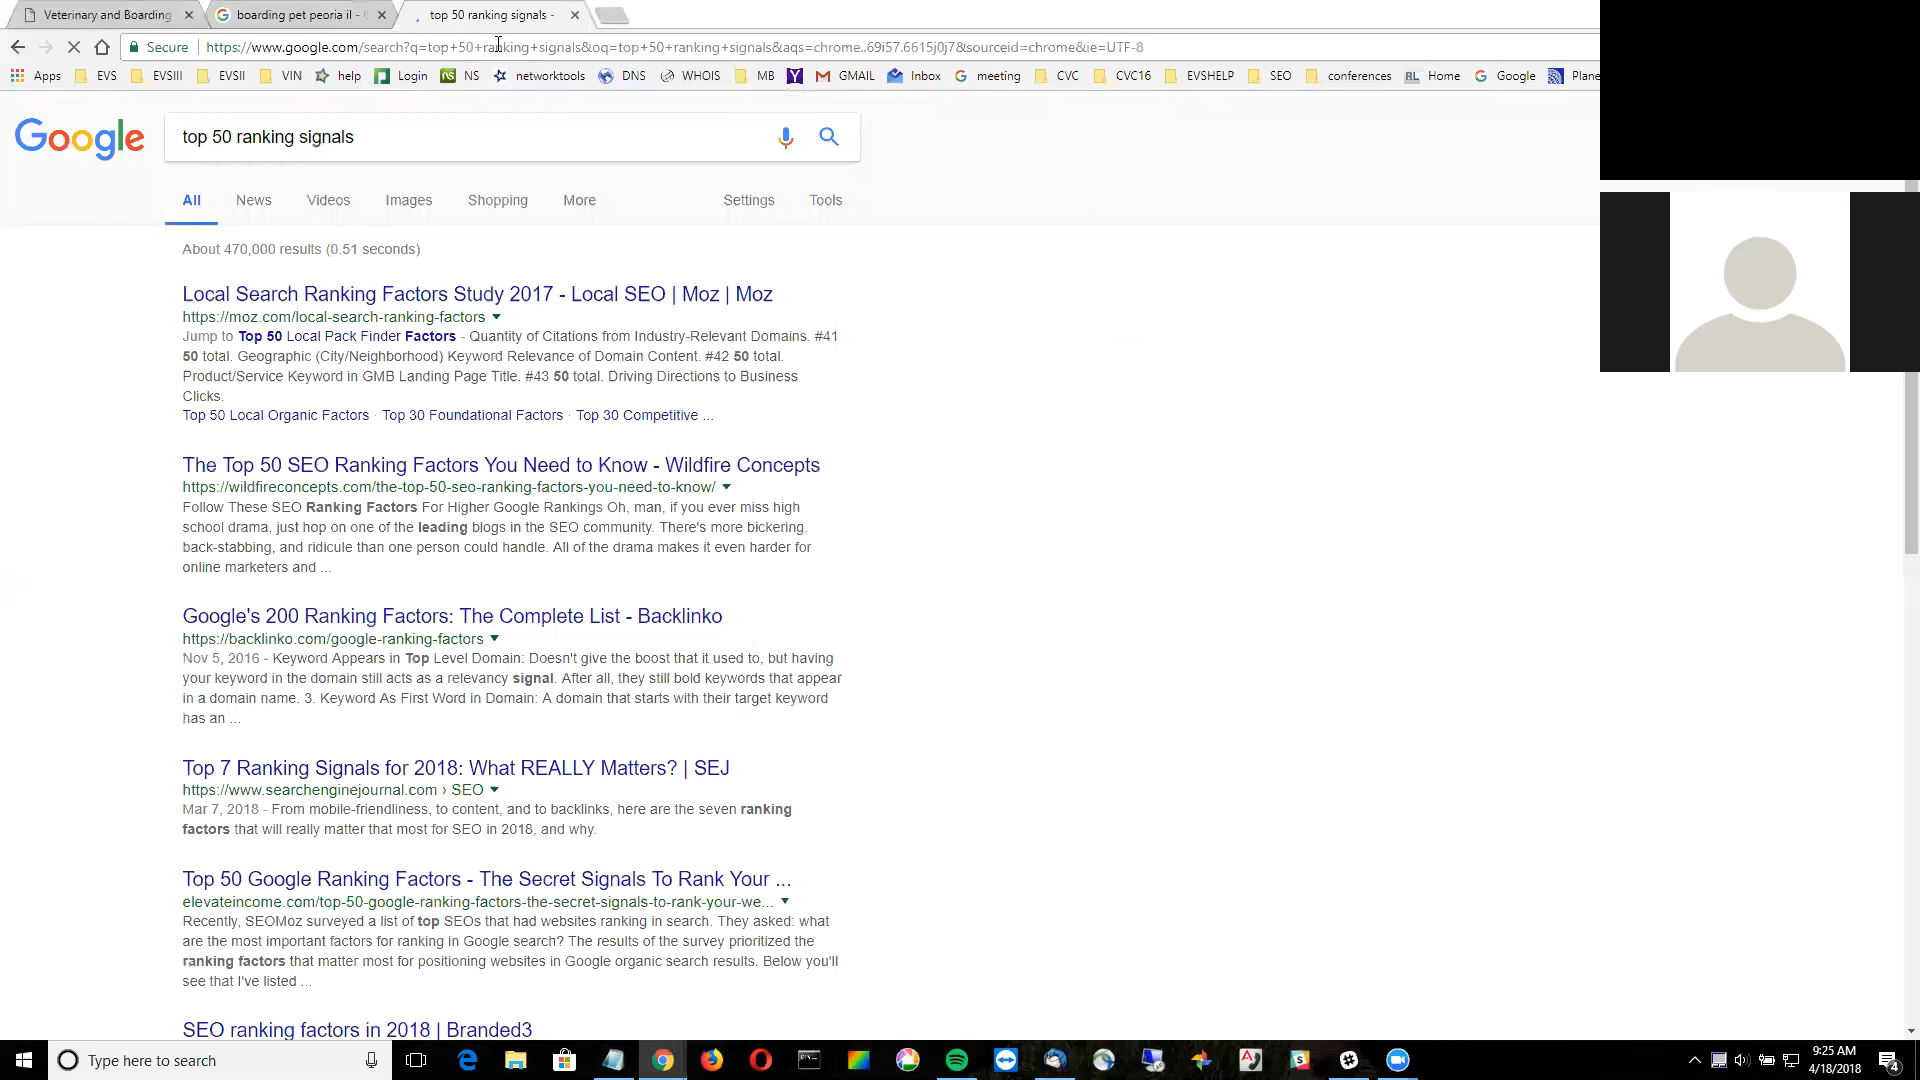 Veterinary and Boarding
boarding pet peoria il -
top 50 ranking signals -
Secure https://www.google.com/search?q=top+50+ranking+signals&oq=top+50+ranking+signals&aqs=chrome..69i57.6615j0j7&sourceid=chrome&ie=UTF-8
Apps EVS EVSIII EVSII VIN help Login NS networktools DNS WHOIS MB GMAIL Inbox meeting CVC CVC16 EVSHELP SEO conferences RL Home Google Plane
Google
top 50 ranking signals
All News Videos Images Shopping More Settings Tools
About 470,000 results (0.51 seconds)
Local Search Ranking Factors Study 2017 - Local SEO | Moz | Moz
https://moz.com/local-search-ranking-factors
Jump to Top 50 Local Pack Finder Factors - Quantity of Citations from Industry-Relevant Domains. #41
50 total. Geographic (City/Neighborhood) Keyword Relevance of Domain Content. #42 50 total.
Product/Service Keyword in GMB Landing Page Title. #43 50 total. Driving Directions to Business
Clicks.
Top 50 Local Organic Factors · Top 30 Foundational Factors · Top 30 Competitive ...
The Top 50 SEO Ranking Factors You Need to Know - Wildfire Concepts
https://wildfireconcepts.com/the-top-50-seo-ranking-factors-you-need-to-know/
Follow These SEO Ranking Factors For Higher Google Rankings Oh, man, if you ever miss high
school drama, just hop on one of the leading blogs in the SEO community. There's more bickering,
back-stabbing, and ridicule than one person could handle. All of the drama makes it even harder for
online marketers and ...
Google's 200 Ranking Factors: The Complete List - Backlinko
https://backlinko.com/google-ranking-factors
Nov 5, 2016 - Keyword Appears in Top Level Domain: Doesn't give the boost that it used to, but having
your keyword in the domain still acts as a relevancy signal. After all, they still bold keywords that appear
in a domain name. 3. Keyword As First Word in Domain: A domain that starts with their target keyword
has an ...
Top 7 Ranking Signals for 2018: What REALLY Matters? | SEJ
https://www.searchenginejournal.com › SEO
Mar 7, 2018 - From mobile-friendliness, to content, and to backlinks, here are the seven ranking
factors that will really matter that most for SEO in 2018, and why.
Top 50 Google Ranking Factors - The Secret Signals To Rank Your ...
elevateincome.com/top-50-google-ranking-factors-the-secret-signals-to-rank-your-we...
Recently, SEOMoz surveyed a list of top SEOs that had websites ranking in search. They asked: what
are the most important factors for ranking in Google search? The results of the survey prioritized the
ranking factors that matter most for positioning websites in Google organic search results. Below you'll
see that I've listed ...
SEO ranking factors in 2018 | Branded3
Type here to search
9:25 AM
4/18/2018
4